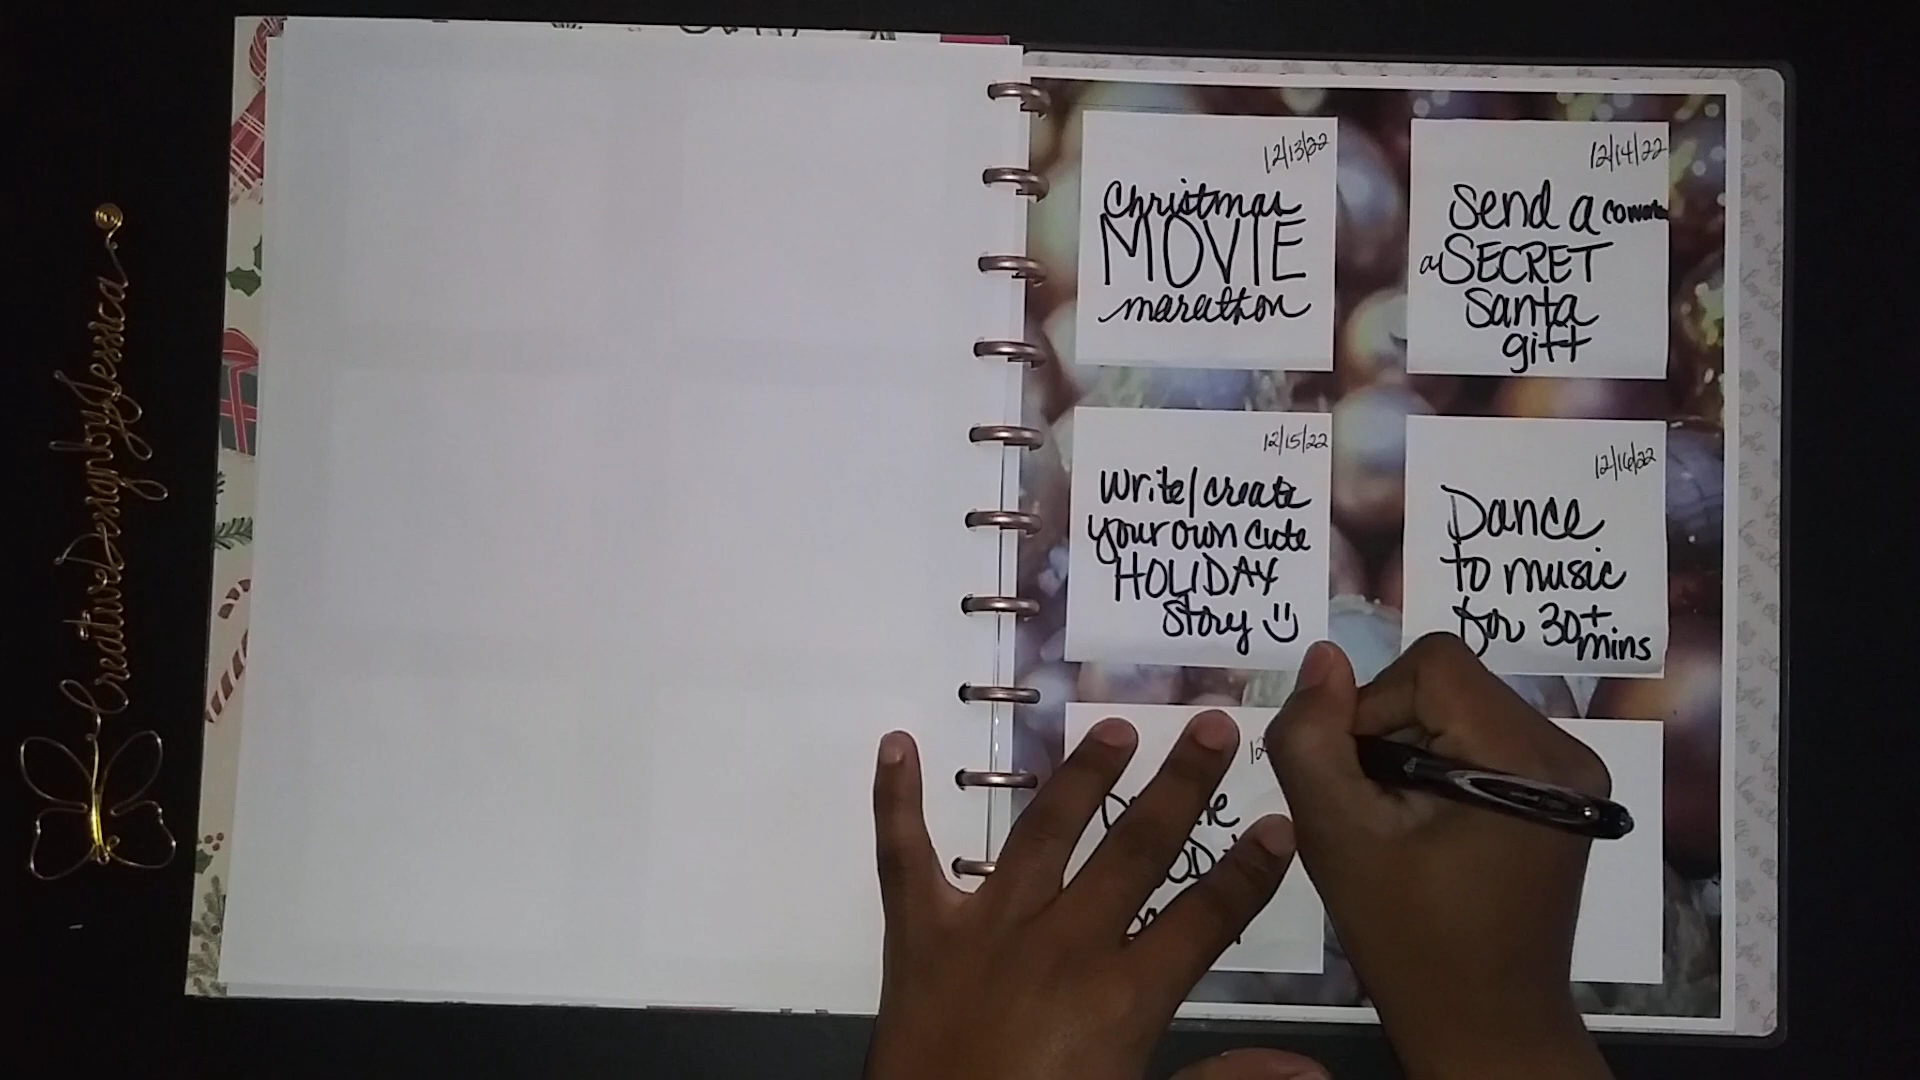 CreativeDesignbyJessica
12/13/22
Christmas
MOVIE
marathon
12/14/22
Send a
a SECRET
Santa
gift
12/15/22
Write/create
your own cute
HOLIDAY
Story
12/16/22
Dance
to music
for 30+
mins